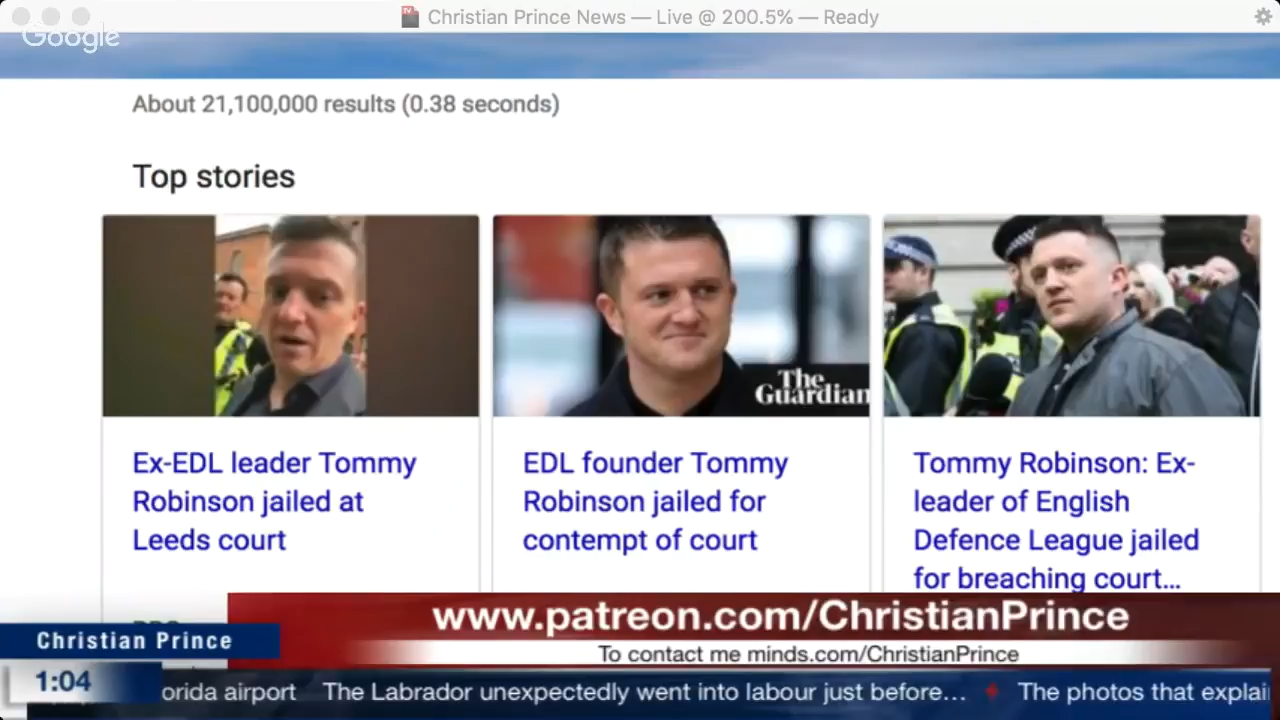 Christian Prince News — Live @ 200.5% — Ready
Google
About 21,100,000 results (0.38 seconds)
Top stories
The
Guardian
Ex-EDL leader Tommy
Robinson jailed at
Leeds court
EDL founder Tommy
Robinson jailed for
contempt of court
Tommy Robinson: Ex-
leader of English
Defence League jailed
for breaching court...
www.patreon.com/ChristianPrince
To contact me minds.com/ChristianPrince
Christian Prince
1:04
orida airport The Labrador unexpectedly went into labour just before... The photos that explai